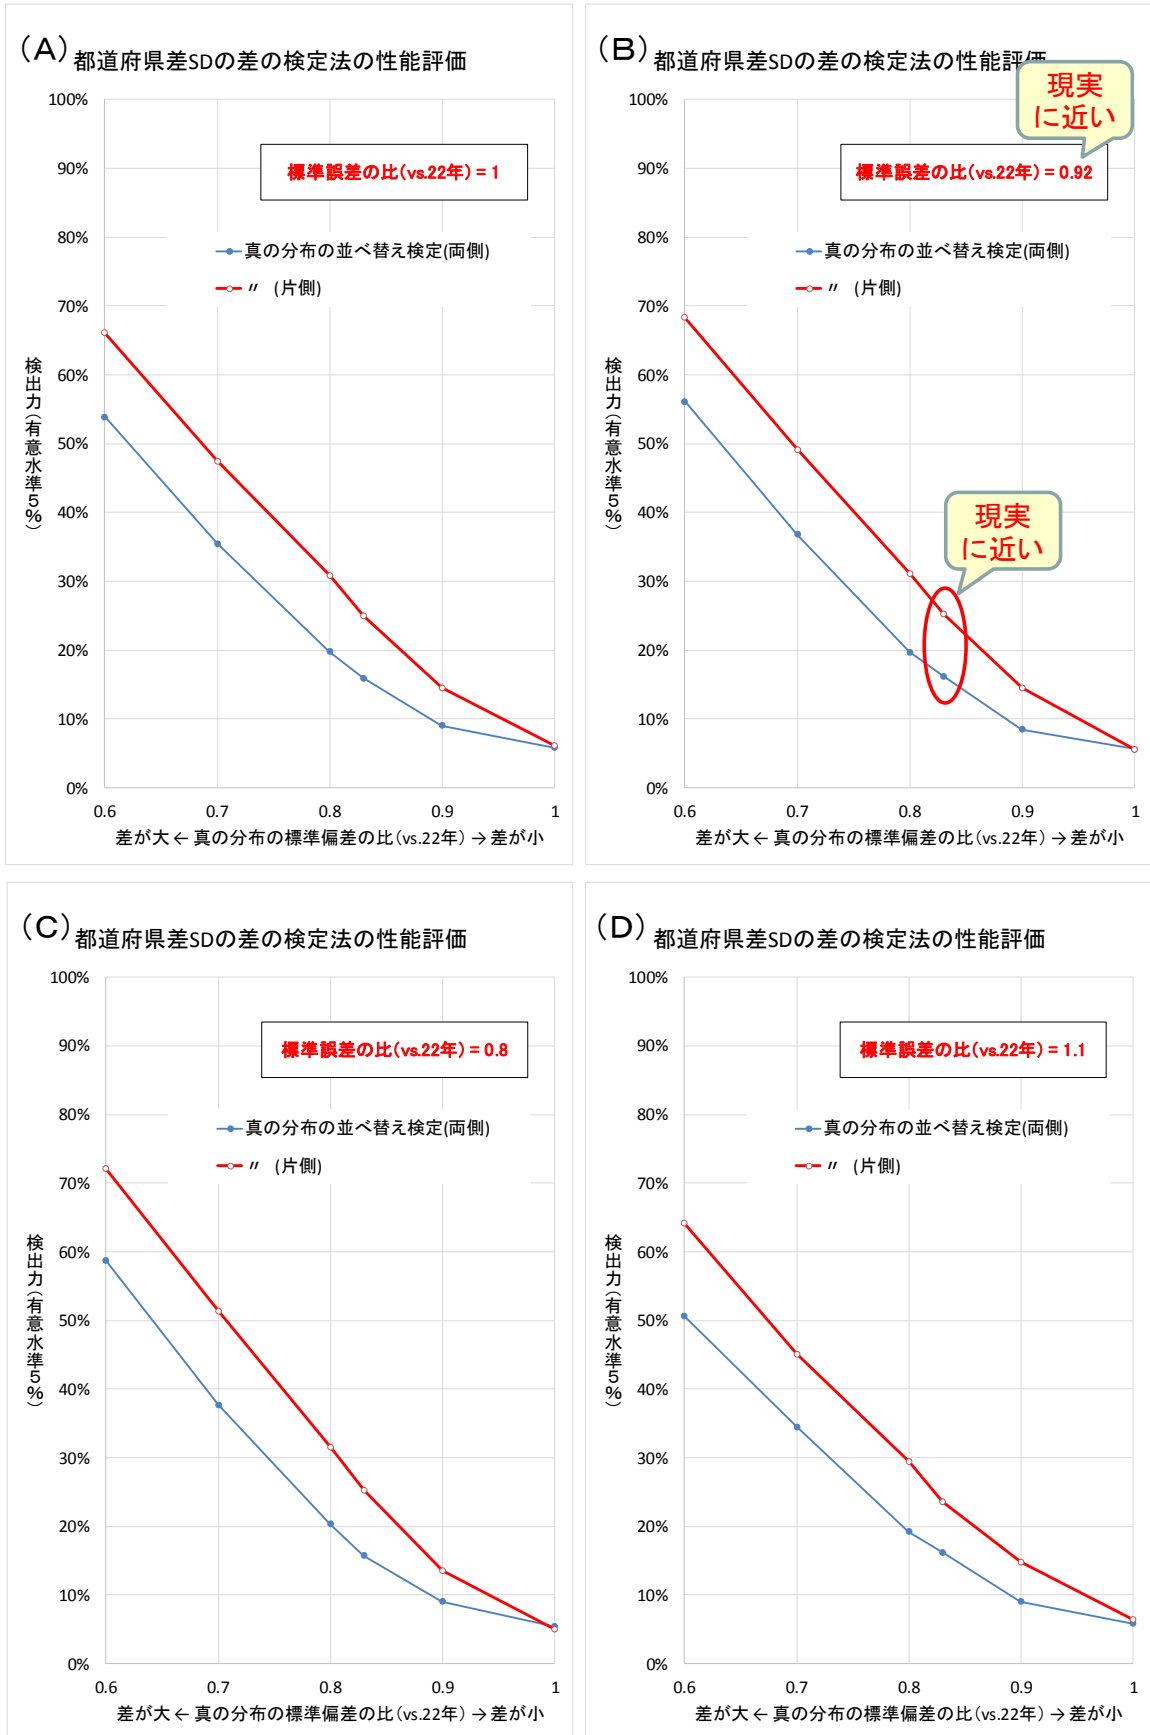 (A) 都道府県差SDの差の検定法の性能評価
100%
90%
80%
70%
60%
50%
40%
30%
20%
10%
0%
標準誤差の比(vs.22年) = 1
真の分布の並べ替え検定(両側)
〃 (片側)
検出力(有意水準5%)
0.6 0.7 0.8 0.9 1
差が大 ← 真の分布の標準偏差の比(vs.22年) → 差が小
(B) 都道府県差SDの差の検定法の性能評価
現実
に近い
100%
90%
80%
70%
60%
50%
40%
30%
20%
10%
0%
標準誤差の比(vs.22年) = 0.92
真の分布の並べ替え検定(両側)
〃 (片側)
検出力(有意水準5%)
現実
に近い
0.6 0.7 0.8 0.9 1
差が大 ← 真の分布の標準偏差の比(vs.22年) → 差が小
(C) 都道府県差SDの差の検定法の性能評価
100%
90%
80%
70%
60%
50%
40%
30%
20%
10%
0%
標準誤差の比(vs.22年) = 0.8
真の分布の並べ替え検定(両側)
〃 (片側)
検出力(有意水準5%)
0.6 0.7 0.8 0.9 1
差が大 ← 真の分布の標準偏差の比(vs.22年) → 差が小
(D) 都道府県差SDの差の検定法の性能評価
100%
90%
80%
70%
60%
50%
40%
30%
20%
10%
0%
標準誤差の比(vs.22年) = 1.1
真の分布の並べ替え検定(両側)
〃 (片側)
検出力(有意水準5%)
0.6 0.7 0.8 0.9 1
差が大 ← 真の分布の標準偏差の比(vs.22年) → 差が小